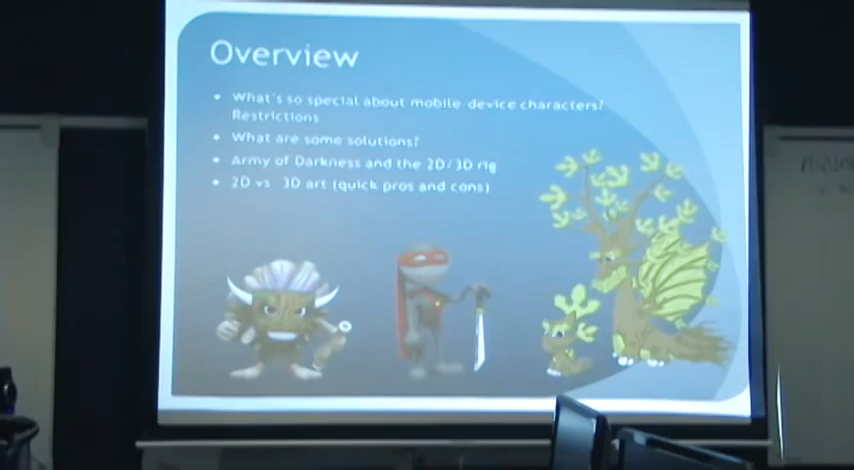 Overview
What's so special about mobile device characters?
Restrictions
What are some solutions?
Army of Darkness and the 2D/3D rig
2D vs 3D art (quick pros and cons)